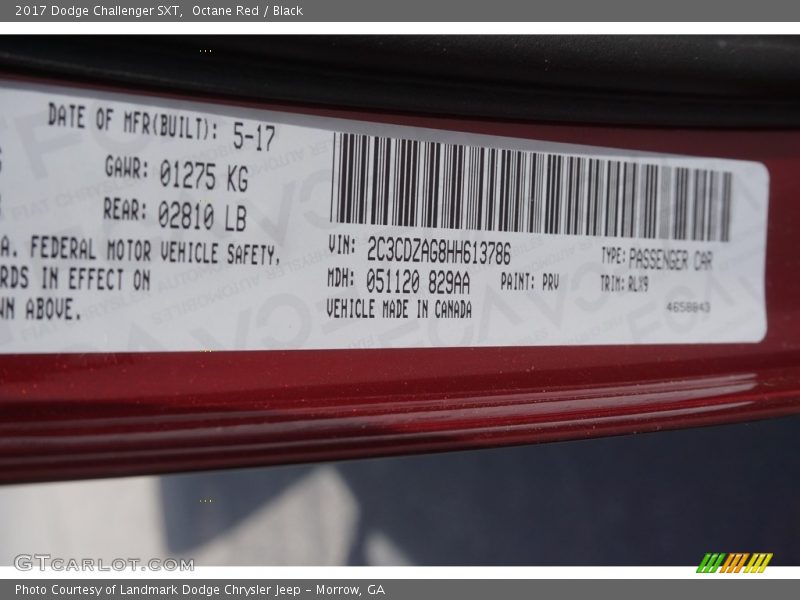 2017 Dodge Challenger SXT, Octane Red / Black
DATE OF MFR(BUILT): 5-17
GAWR: 01275 KG
REAR: 02810 LB
A. FEDERAL MOTOR VEHICLE SAFETY,
RDS IN EFFECT ON
WN ABOVE.
VIN: 2C3CDZAG8HH613786
TYPE: PASSENGER CAR
MDH: 051120 829AA PAINT: PRV TRIM: RLX9
VEHICLE MADE IN CANADA
4658843
GTCARLOT.COM
Photo Courtesy of Landmark Dodge Chrysler Jeep – Morrow, GA